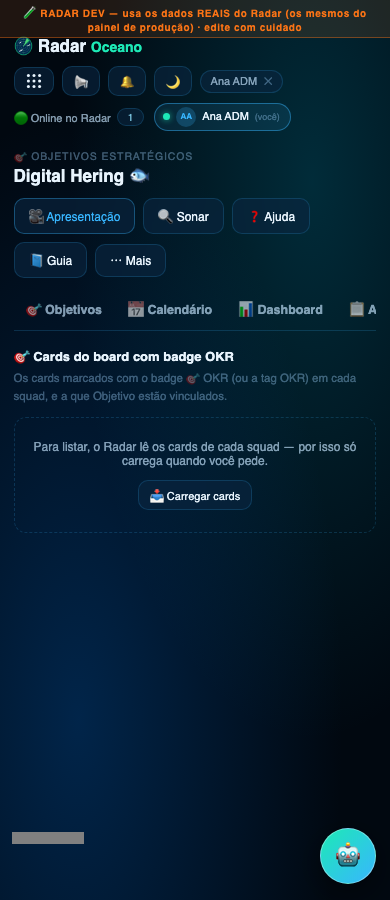 RADAR DEV — usa os dados REAIS do Radar (os mesmos do
painel de produção) · edite com cuidado
Radar Oceano
Ana ADM ✕
Online no Radar 1 AA Ana ADM (você)
OBJETIVOS ESTRATÉGICOS
Digital Hering
Apresentação Sonar Ajuda
Guia ··· Mais
Objetivos Calendário Dashboard A
Cards do board com badge OKR
Os cards marcados com o badge OKR (ou a tag OKR) em cada
squad, e a que Objetivo estão vinculados.
Para listar, o Radar lê os cards de cada squad — por isso só
carrega quando você pede.
Carregar cards